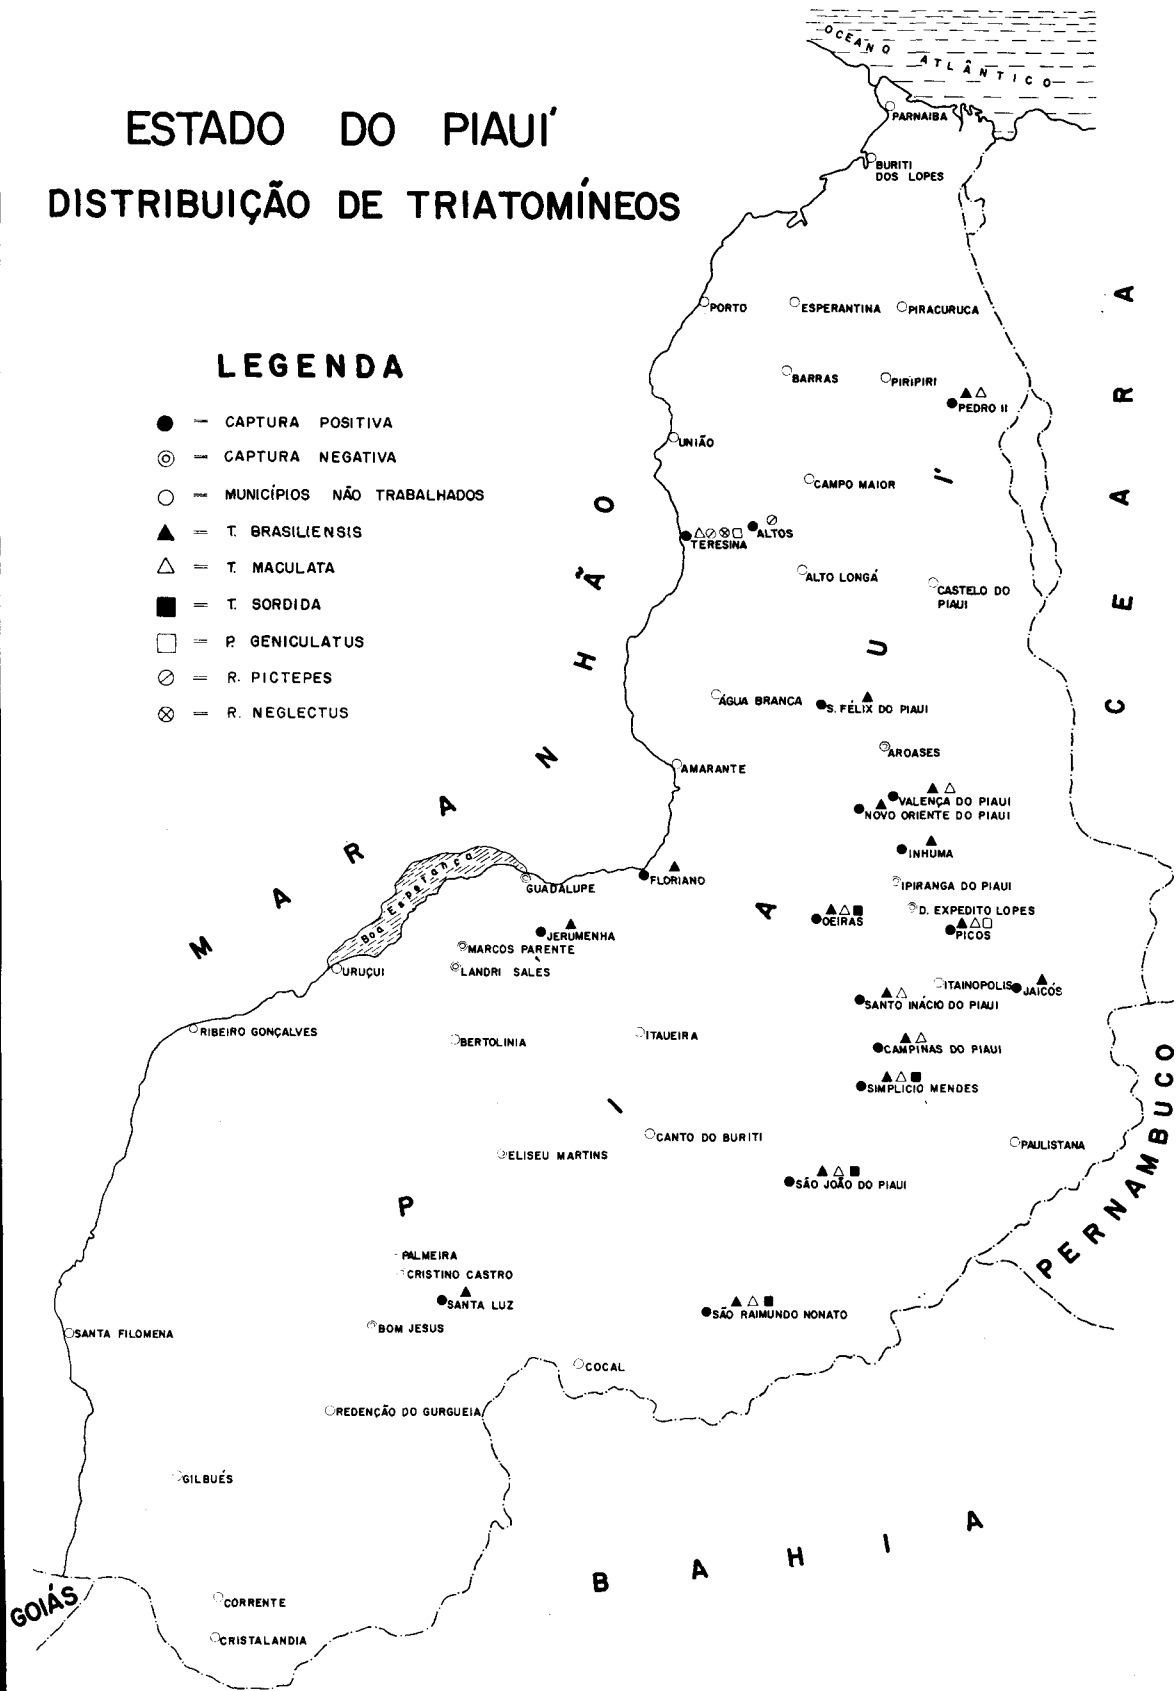 OCEANO ATLÂNTICO
PARNAIBA
ESTADO DO PIAUÍ
BURITI
DOS LOPES
DISTRIBUIÇÃO DE TRIATOMÍNEOS
PORTO
ESPERANTINA
PIRACURUCA
LEGENDA
BARRAS
PIRIPIRI
PEDRO II
CAPTURA POSITIVA
UNIÃO
CAPTURA NEGATIVA
CAMPO MAIOR
MUNICÍPIOS NÃO TRABALHADOS
T. BRASILIENSIS
ALTOS
TERESINA
T. MACULATA
ALTO LONGÁ
CASTELO DO
PIAUI
T. SORDIDA
P. GENICULATUS
R. PICTEPES
R. NEGLECTUS
ÁGUA BRANCA
S. FÉLIX DO PIAUI
AROASES
AMARANTE
VALENÇA DO PIAUI
NOVO ORIENTE DO PIAUI
INHUMA
Boa Esperança
GUADALUPE
FLORIANO
IPIRANGA DO PIAUI
D. EXPEDITO LOPES
OEIRAS
PICOS
JERUMENHA
MARCOS PARENTE
LANDRI SALES
URUÇUI
ITAINOPOLIS
JAICÓS
SANTO INÁCIO DO PIAUI
RIBEIRO GONÇALVES
BERTOLINIA
ITAUEIRA
CAMPINAS DO PIAUI
SIMPLICIO MENDES
CANTO DO BURITI
PAULISTANA
ELISEU MARTINS
SÃO JOÃO DO PIAUI
PALMEIRA
CRISTINO CASTRO
SANTA LUZ
SÃO RAIMUNDO NONATO
BOM JESUS
SANTA FILOMENA
COCAL
REDENÇÃO DO GURGUEIA
GILBUÉS
CORRENTE
CRISTALANDIA
MARANHÃO
CEARA
PIAUÍ
PERNAMBUCO
BAHIA
GOIÁS